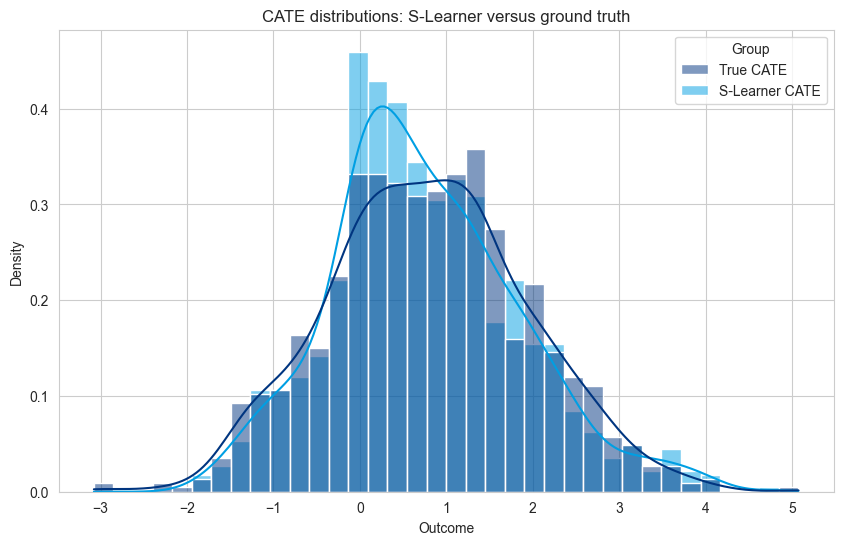 CATE distributions: S-Learner versus ground truth
Group
True CATE
S-Learner CATE
Density
0.4
0.3
0.2
0.1
0.0
−3 −2 −1 0 1 2 3 4 5
Outcome